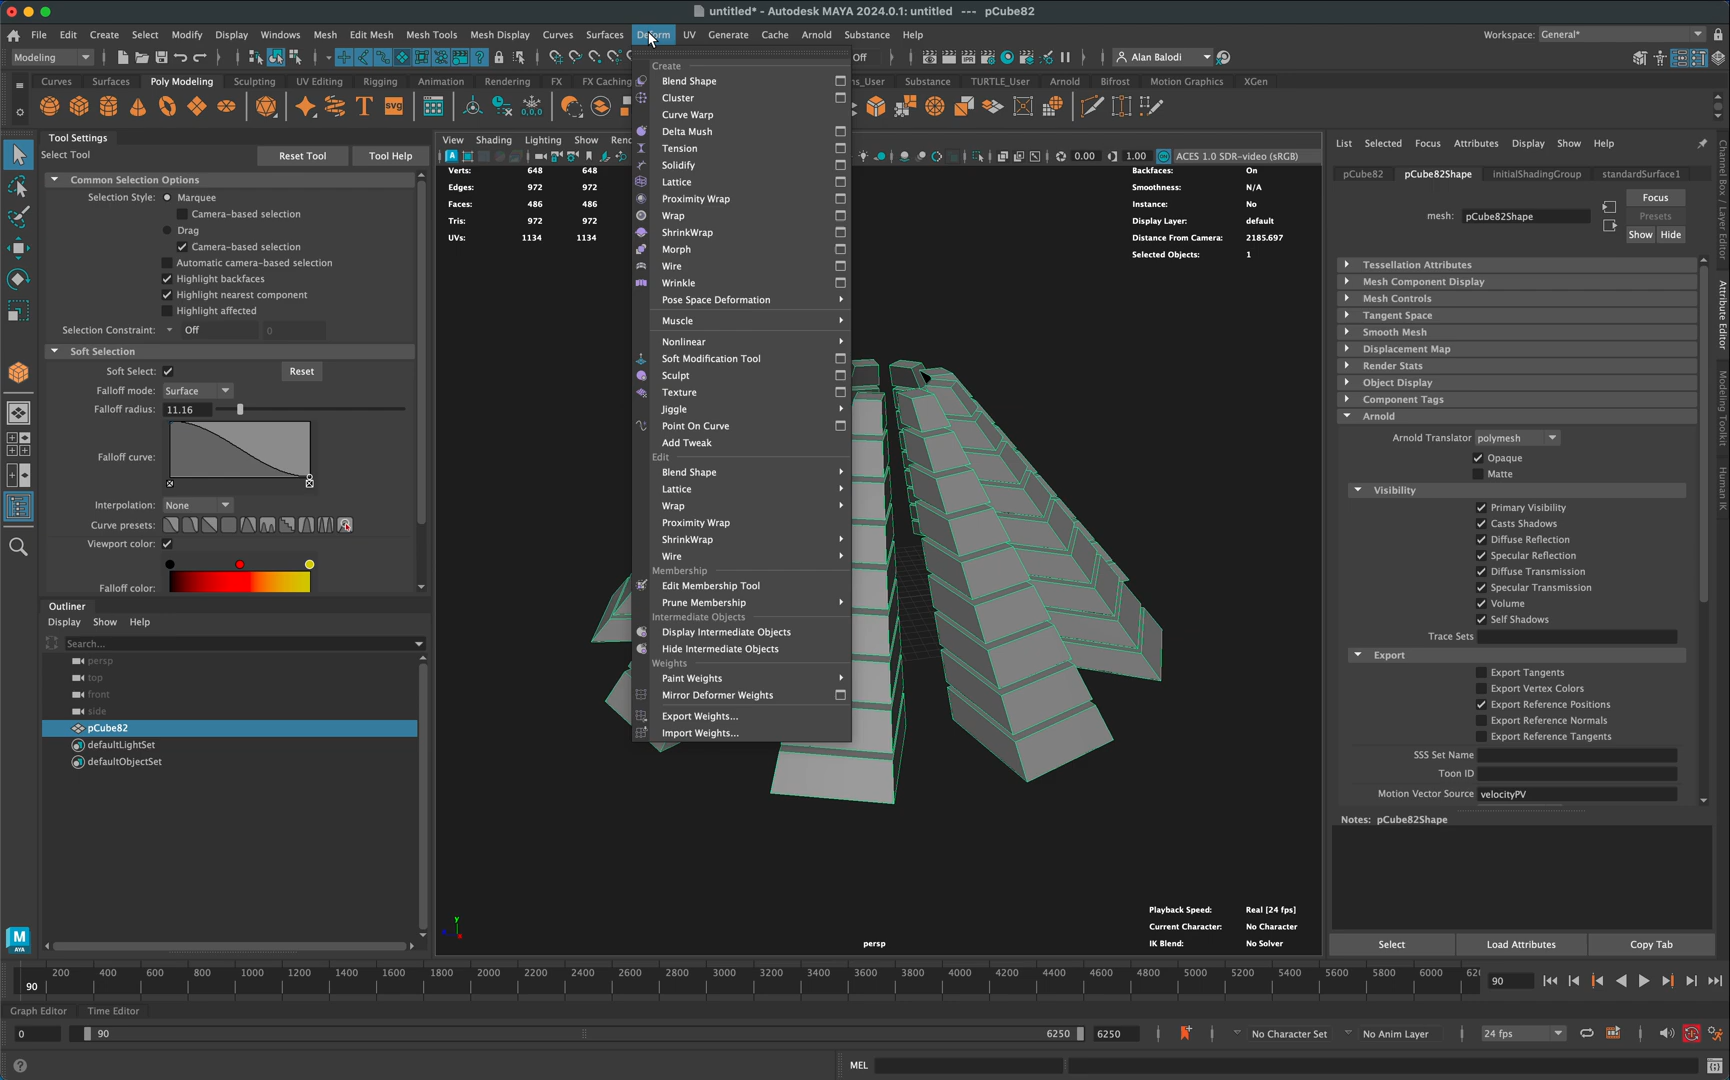 untitled* - Autodesk MAYA 2024.0.1: untitled --- pCube82
File Edit Create Select Modify Display Windows Mesh Edit Mesh Mesh Tools Mesh Display Curves Surfaces Deform UV Generate Cache Arnold Substance Help
Workspace: General*
Modeling
Off
Alan Balodi
Curves Surfaces Poly Modeling Sculpting UV Editing Rigging Animation Rendering FX FX Caching
s_User Substance TURTLE_User Arnold Bifrost Motion Graphics XGen
Tool Settings
Select Tool
Reset Tool
Tool Help
Common Selection Options
Selection Style: Marquee
Camera-based selection
Drag
Camera-based selection
Automatic camera-based selection
Highlight backfaces
Highlight nearest component
Highlight affected
Selection Constraint: Off 0
Soft Selection
Soft Select: Reset
Falloff mode: Surface
Falloff radius: 11.16
Falloff curve:
Interpolation: None
Curve presets:
Viewport color:
Falloff color:
Outliner
Display Show Help
Search...
persp
top
front
side
pCube82
defaultLightSet
defaultObjectSet
View Shading Lighting Show Rend
0.00 1.00 ACES 1.0 SDR-video (sRGB)
Verts: 648 648
Edges: 972 972
Faces: 486 486
Tris: 972 972
UVs: 1134 1134
Backfaces: On
Smoothness: N/A
Instance: No
Display Layer: default
Distance From Camera: 2185.697
Selected Objects: 1
Create
Blend Shape
Cluster
Curve Warp
Delta Mush
Tension
Solidify
Lattice
Proximity Wrap
Wrap
ShrinkWrap
Morph
Wire
Wrinkle
Pose Space Deformation
Muscle
Nonlinear
Soft Modification Tool
Sculpt
Texture
Jiggle
Point On Curve
Add Tweak
Edit
Blend Shape
Lattice
Wrap
Proximity Wrap
ShrinkWrap
Wire
Membership
Edit Membership Tool
Prune Membership
Intermediate Objects
Display Intermediate Objects
Hide Intermediate Objects
Weights
Paint Weights
Mirror Deformer Weights
Export Weights...
Import Weights...
Playback Speed: Real [24 fps]
Current Character: No Character
IK Blend: No Solver
persp
List Selected Focus Attributes Display Show Help
pCube82 pCube82Shape initialShadingGroup standardSurface1
mesh: pCube82Shape
Focus
Presets
Show Hide
Tessellation Attributes
Mesh Component Display
Mesh Controls
Tangent Space
Smooth Mesh
Displacement Map
Render Stats
Object Display
Component Tags
Arnold
Arnold Translator polymesh
Opaque
Matte
Visibility
Primary Visibility
Casts Shadows
Diffuse Reflection
Specular Reflection
Diffuse Transmission
Specular Transmission
Volume
Self Shadows
Trace Sets
Export
Export Tangents
Export Vertex Colors
Export Reference Positions
Export Reference Normals
Export Reference Tangents
SSS Set Name
Toon ID
Motion Vector Source velocityPV
Notes: pCube82Shape
Select Load Attributes Copy Tab
Channel Box / Layer Editor
Attribute Editor
Modeling Toolkit
Human IK
200 400 600 800 1000 1200 1400 1600 1800 2000 2200 2400 2600 2800 3000 3200 3400 3600 3800 4000 4200 4400 4600 4800 5000 5200 5400 5600 5800 6000 620
90
90
Graph Editor Time Editor
0 90 6250 6250 No Character Set No Anim Layer 24 fps
MEL
M
AYA